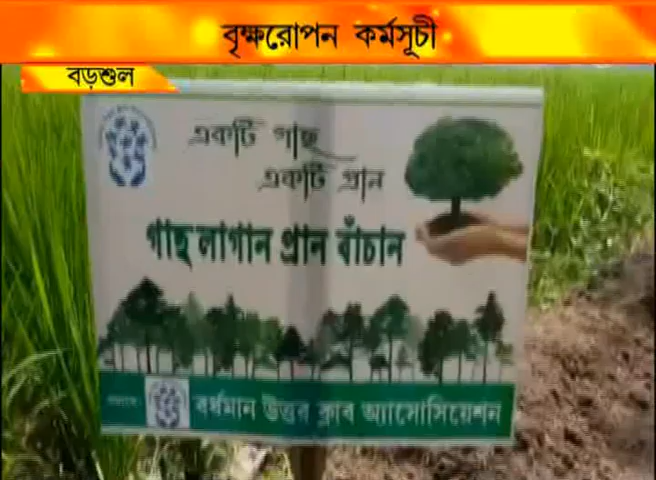 বৃক্ষরোপন কর্মসূচী
বড়শুল
একটি গাছ
একটি প্রান
গাছ লাগান প্রান বাঁচান
বর্ধমান উত্তর ক্লাব অ্যাসোসিয়েশন